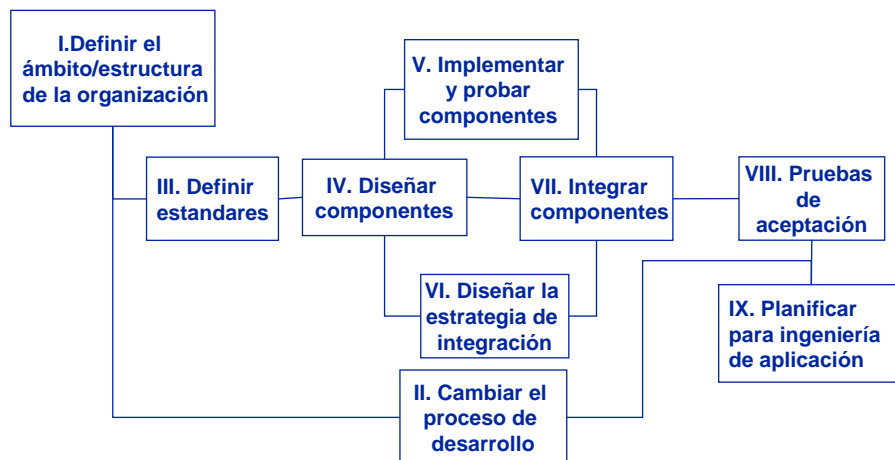 I.Definir el
ámbito/estructura
de la organización
V. Implementar
y probar
componentes
III. Definir
estandares
IV. Diseñar
componentes
VII. Integrar
componentes
VIII. Pruebas
de
aceptación
VI. Diseñar la
estrategia de
integración
IX. Planificar
para ingeniería
de aplicación
II. Cambiar el
proceso de
desarrollo